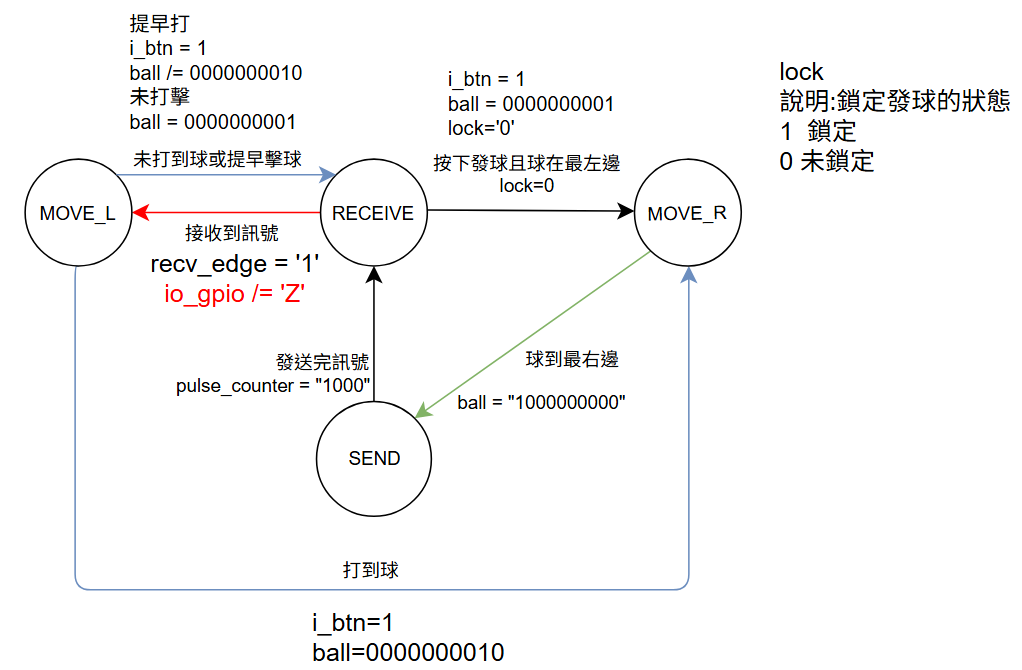 提早打
i_btn = 1
ball /= 0000000010
未打擊
ball = 0000000001
i_btn = 1
ball = 0000000001
lock='0'
lock
說明:鎖定發球的狀態
1 鎖定
0 未鎖定
未打到球或提早擊球
按下發球且球在最左邊
lock=0
MOVE_L
RECEIVE
MOVE_R
接收到訊號
recv_edge = '1'
io_gpio /= 'Z'
發送完訊號
pulse_counter = "1000"
球到最右邊
ball = "1000000000"
SEND
打到球
i_btn=1
ball=0000000010